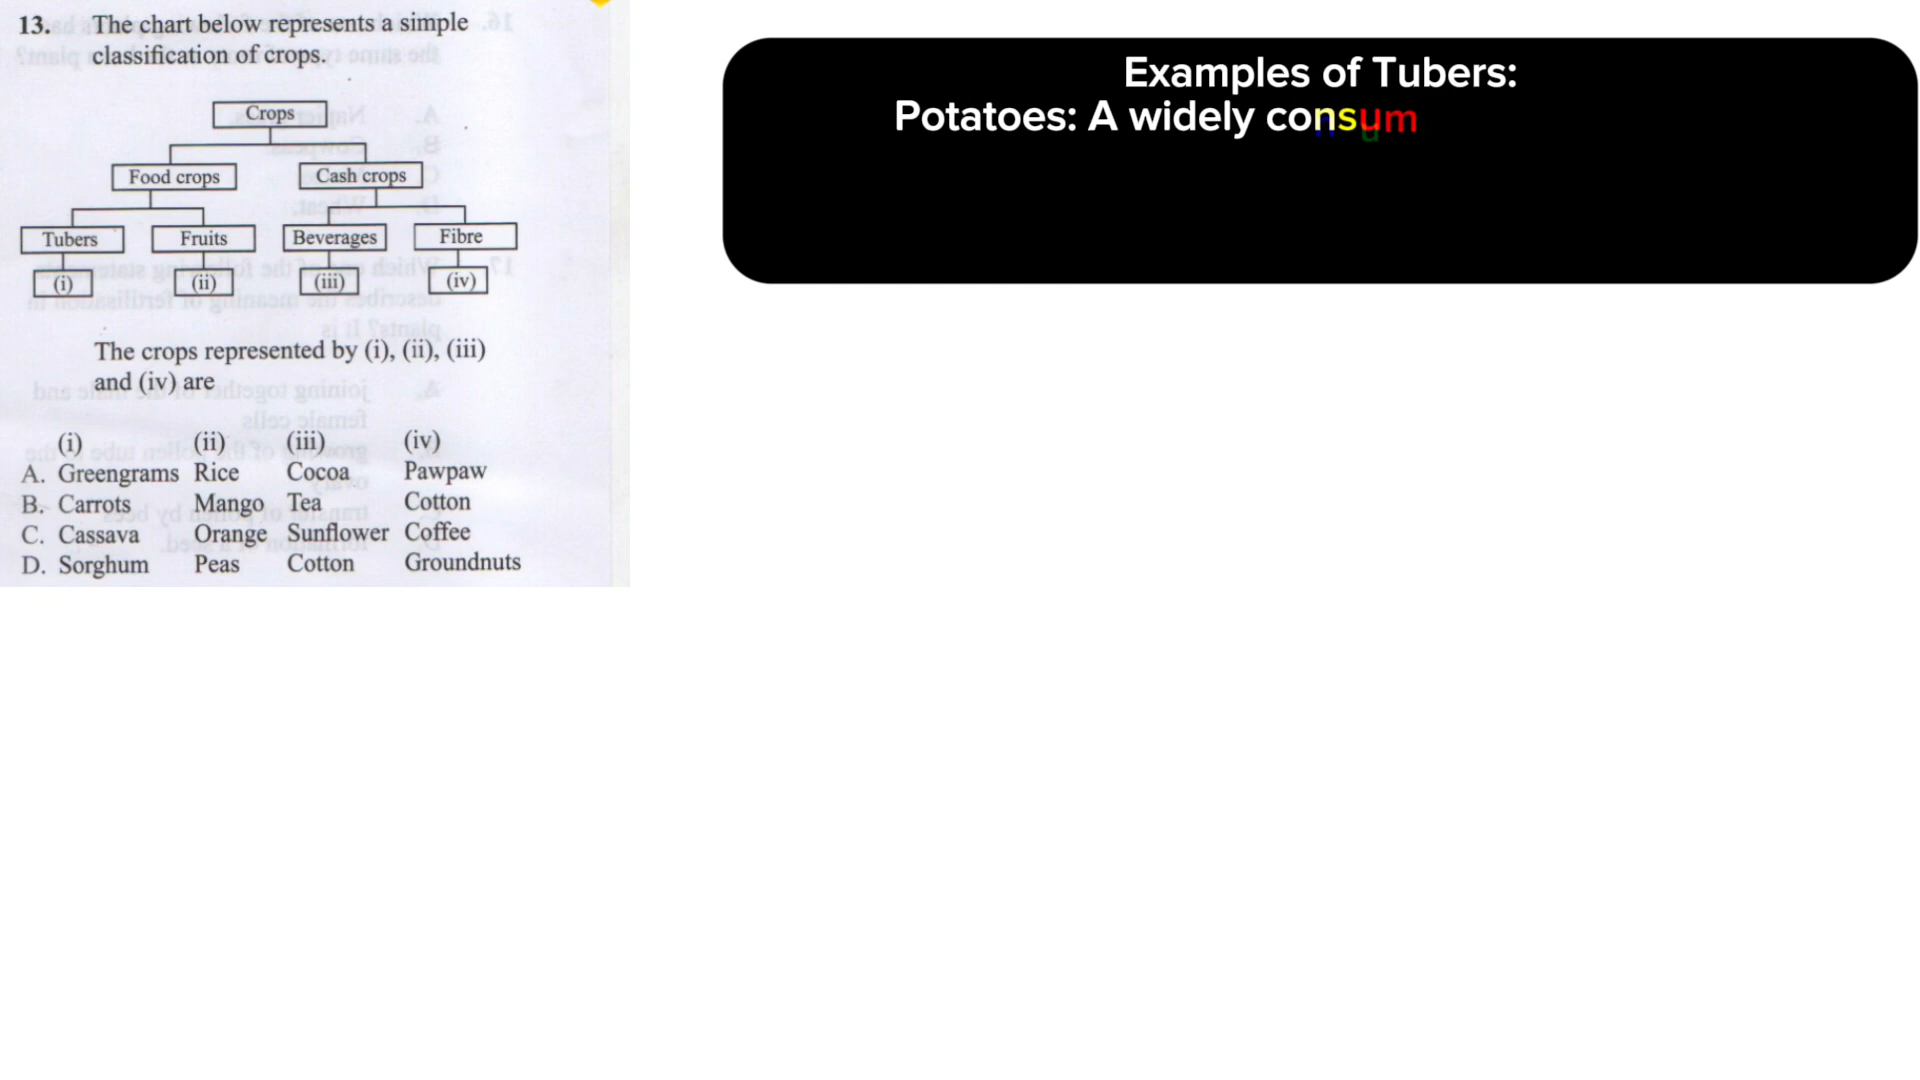 13. The chart below represents a simple
classification of crops.
Crops
Food crops Cash crops
Tubers Fruits Beverages Fibre
(i) (ii) (iii) (iv)
The crops represented by (i), (ii), (iii)
and (iv) are
(i) (ii) (iii) (iv)
A. Greengrams Rice Cocoa Pawpaw
B. Carrots Mango Tea Cotton
C. Cassava Orange Sunflower Coffee
D. Sorghum Peas Cotton Groundnuts
Examples of Tubers:
Potatoes: A widely consum